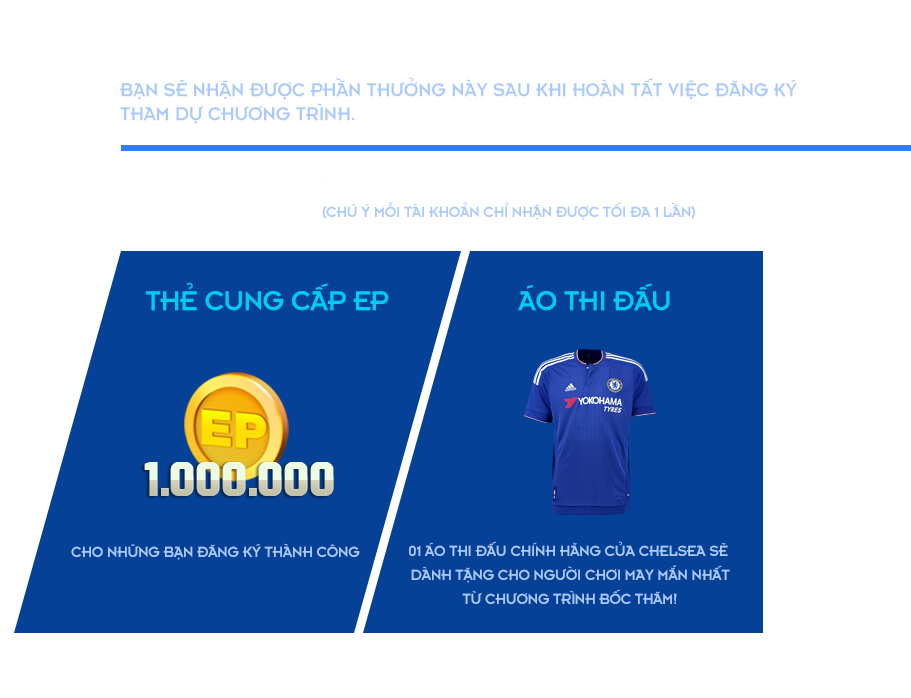 BẠN SẼ NHẬN ĐƯỢC PHẦN THƯỞNG NÀY SAU KHI HOÀN TẤT VIỆC ĐĂNG KÝ
THAM DỰ CHƯƠNG TRÌNH.
(CHÚ Ý MỖI TÀI KHOẢN CHỈ NHẬN ĐƯỢC TỐI ĐA 1 LẦN)
THẺ CUNG CẤP EP
EP
1.000.000
CHO NHỮNG BẠN ĐĂNG KÝ THÀNH CÔNG
ÁO THI ĐẤU
adidas
YOKOHAMA
TYRES
01 ÁO THI ĐẤU CHÍNH HÃNG CỦA CHELSEA SẼ
DÀNH TẶNG CHO NGƯỜI CHƠI MAY MẮN NHẤT
TỪ CHƯƠNG TRÌNH BỐC THĂM!